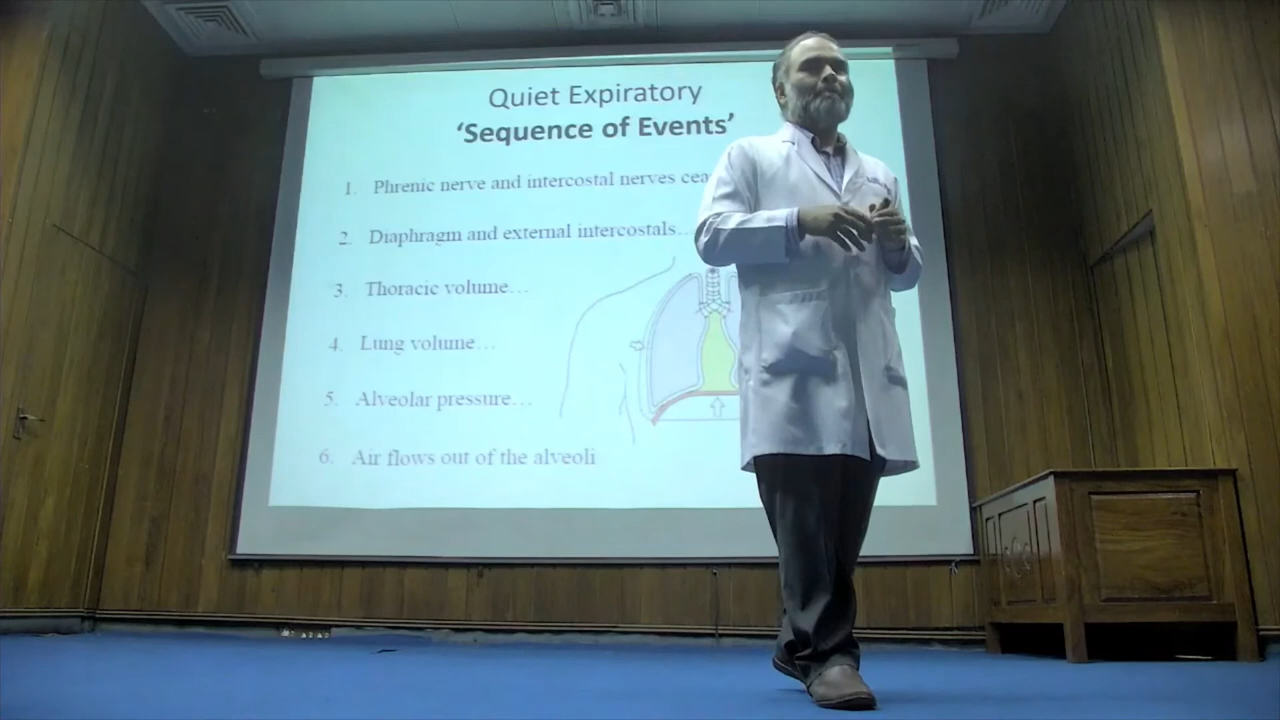 Quiet Expiratory
‘Sequence of Events’
1. Phrenic nerve and intercostal nerves cea
2. Diaphragm and external intercostals…
3. Thoracic volume…
4. Lung volume…
5. Alveolar pressure…
6. Air flows out of the alveoli